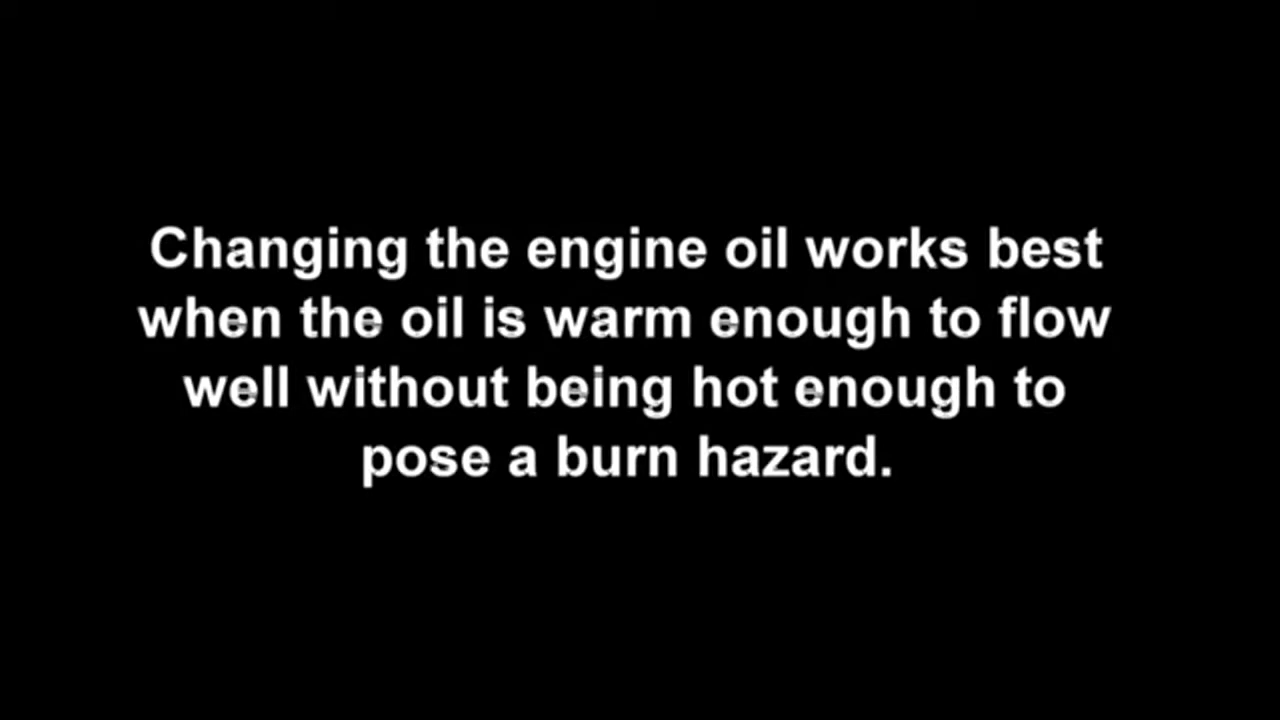 Changing the engine oil works best
when the oil is warm enough to flow
well without being hot enough to
pose a burn hazard.